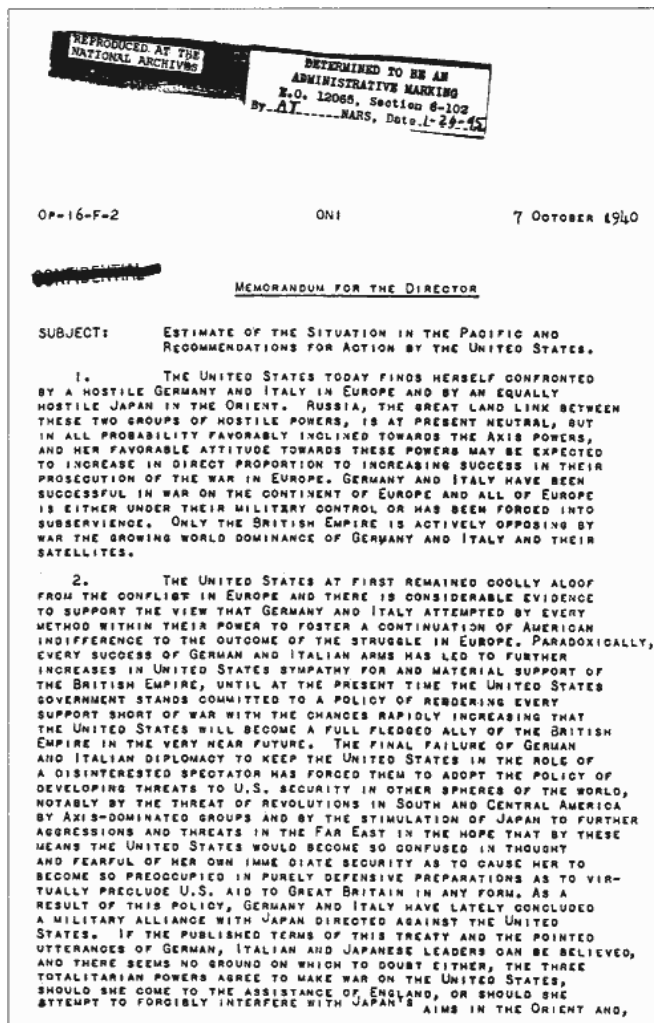 REPRODUCED AT THE
NATIONAL ARCHIVES
DETERMINED TO BE AN
ADMINISTRATIVE MARKING
E.O. 12065, Section 6-102
By AT NARS, Date 1-24-95
OP-16-F-2 ONI 7 OCTOBER 1940
CONFIDENTIAL
MEMORANDUM FOR THE DIRECTOR
SUBJECT: ESTIMATE OF THE SITUATION IN THE PACIFIC AND
RECOMMENDATIONS FOR ACTION BY THE UNITED STATES.
1. THE UNITED STATES TODAY FINDS HERSELF CONFRONTED
BY A HOSTILE GERMANY AND ITALY IN EUROPE AND BY AN EQUALLY
HOSTILE JAPAN IN THE ORIENT. RUSSIA, THE GREAT LAND LINK BETWEEN
THESE TWO GROUPS OF HOSTILE POWERS, IS AT PRESENT NEUTRAL, BUT
IN ALL PROBABILITY FAVORABLY INCLINED TOWARDS THE AXIS POWERS,
AND HER FAVORABLE ATTITUDE TOWARDS THESE POWERS MAY BE EXPECTED
TO INCREASE IN DIRECT PROPORTION TO INCREASING SUCCESS IN THEIR
PROSECUTION OF THE WAR IN EUROPE. GERMANY AND ITALY HAVE BEEN
SUCCESSFUL IN WAR ON THE CONTINENT OF EUROPE AND ALL OF EUROPE
IS EITHER UNDER THEIR MILITARY CONTROL OR HAS BEEN FORCED INTO
SUBSERVIENCE. ONLY THE BRITISH EMPIRE IS ACTIVELY OPPOSING BY
WAR THE GROWING WORLD DOMINANCE OF GERMANY AND ITALY AND THEIR
SATELLITES.
2. THE UNITED STATES AT FIRST REMAINED COOLLY ALOOF
FROM THE CONFLICT IN EUROPE AND THERE IS CONSIDERABLE EVIDENCE
TO SUPPORT THE VIEW THAT GERMANY AND ITALY ATTEMPTED BY EVERY
METHOD WITHIN THEIR POWER TO FOSTER A CONTINUATION OF AMERICAN
INDIFFERENCE TO THE OUTCOME OF THE STRUGGLE IN EUROPE. PARADOXICALLY,
EVERY SUCCESS OF GERMAN AND ITALIAN ARMS HAS LED TO FURTHER
INCREASES IN UNITED STATES SYMPATHY FOR AND MATERIAL SUPPORT OF
THE BRITISH EMPIRE, UNTIL AT THE PRESENT TIME THE UNITED STATES
GOVERNMENT STANDS COMMITTED TO A POLICY OF RENDERING EVERY
SUPPORT SHORT OF WAR WITH THE CHANCES RAPIDLY INCREASING THAT
THE UNITED STATES WILL BECOME A FULL FLEDGED ALLY OF THE BRITISH
EMPIRE IN THE VERY NEAR FUTURE. THE FINAL FAILURE OF GERMAN
AND ITALIAN DIPLOMACY TO KEEP THE UNITED STATES IN THE ROLE OF
A DISINTERESTED SPECTATOR HAS FORCED THEM TO ADOPT THE POLICY OF
DEVELOPING THREATS TO U.S. SECURITY IN OTHER SPHERES OF THE WORLD,
NOTABLY BY THE THREAT OF REVOLUTIONS IN SOUTH AND CENTRAL AMERICA
BY AXIS-DOMINATED GROUPS AND BY THE STIMULATION OF JAPAN TO FURTHER
AGGRESSIONS AND THREATS IN THE FAR EAST IN THE HOPE THAT BY THESE
MEANS THE UNITED STATES WOULD BECOME SO CONFUSED IN THOUGHT
AND FEARFUL OF HER OWN IMME DIATE SECURITY AS TO CAUSE HER TO
BECOME SO PREOCCUPIED IN PURELY DEFENSIVE PREPARATIONS AS TO VIR-
TUALLY PRECLUDE U.S. AID TO GREAT BRITAIN IN ANY FORM. AS A
RESULT OF THIS POLICY, GERMANY AND ITALY HAVE LATELY CONCLUDED
A MILITARY ALLIANCE WITH JAPAN DIRECTED AGAINST THE UNITED
STATES. IF THE PUBLISHED TERMS OF THIS TREATY AND THE POINTED
UTTERANCES OF GERMAN, ITALIAN AND JAPANESE LEADERS CAN BE BELIEVED,
AND THERE SEEMS NO GROUND ON WHICH TO DOUBT EITHER, THE THREE
TOTALITARIAN POWERS AGREE TO MAKE WAR ON THE UNITED STATES,
SHOULD SHE COME TO THE ASSISTANCE OF ENGLAND, OR SHOULD SHE
ATTEMPT TO FORCIBLY INTERFERE WITH JAPAN'S AIMS IN THE ORIENT AND,